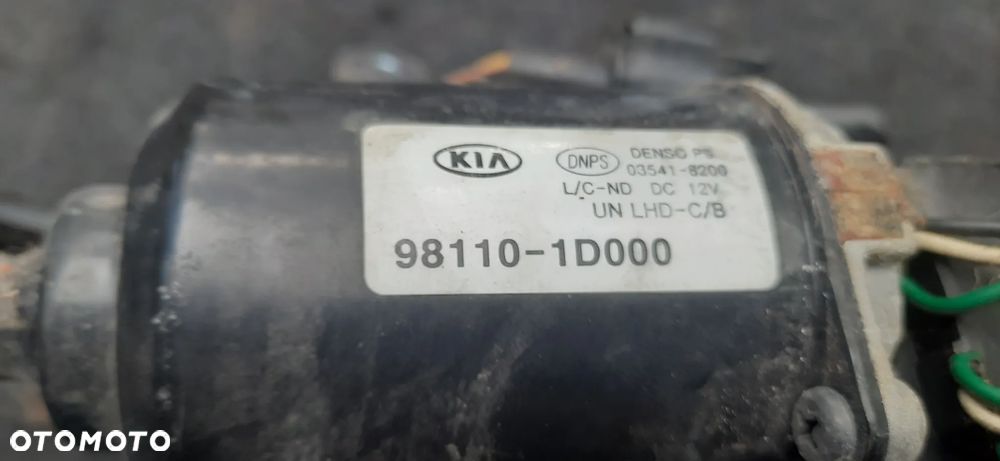 KIA DNPS DENSO PS
03541-8200
L/C-ND DC 12V
UN LHD-C/B
98110-1D000
OTOMOTO